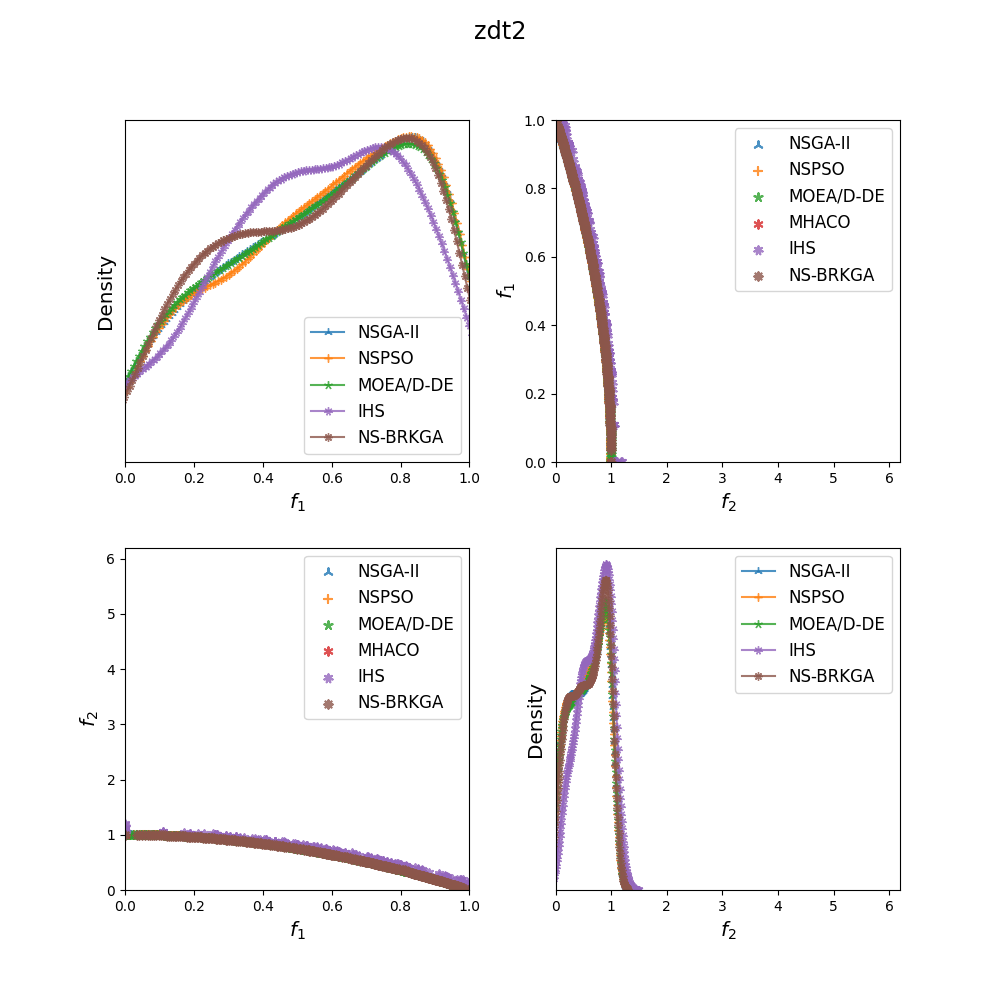 zdt2
Density
NSGA-II
NSPSO
MOEA/D-DE
IHS
NS-BRKGA
0.0 0.2 0.4 0.6 0.8 1.0
f1
f1
1.0
0.8
0.6
0.4
0.2
0.0
NSGA-II
NSPSO
MOEA/D-DE
MHACO
IHS
NS-BRKGA
0 1 2 3 4 5 6
f2
f2
6
5
4
3
2
1
0
NSGA-II
NSPSO
MOEA/D-DE
MHACO
IHS
NS-BRKGA
0.0 0.2 0.4 0.6 0.8 1.0
f1
Density
NSGA-II
NSPSO
MOEA/D-DE
IHS
NS-BRKGA
0 1 2 3 4 5 6
f2